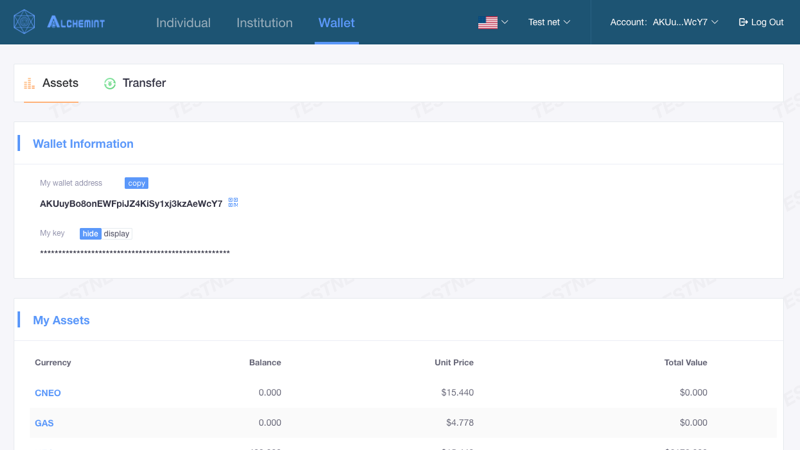 ALCHEMINT
Individual
Institution
Wallet
Test net
Account: AKUu...WcY7
Log Out
Assets
Transfer
Wallet Information
My wallet address
copy
AKUuyBo8onEWFpiJZ4KiSy1xj3kzAeWcY7
My key
hide display
****************************************************
My Assets
Currency Balance Unit Price Total Value
CNEO 0.000 $15.440 $0.000
GAS 0.000 $4.778 $0.000